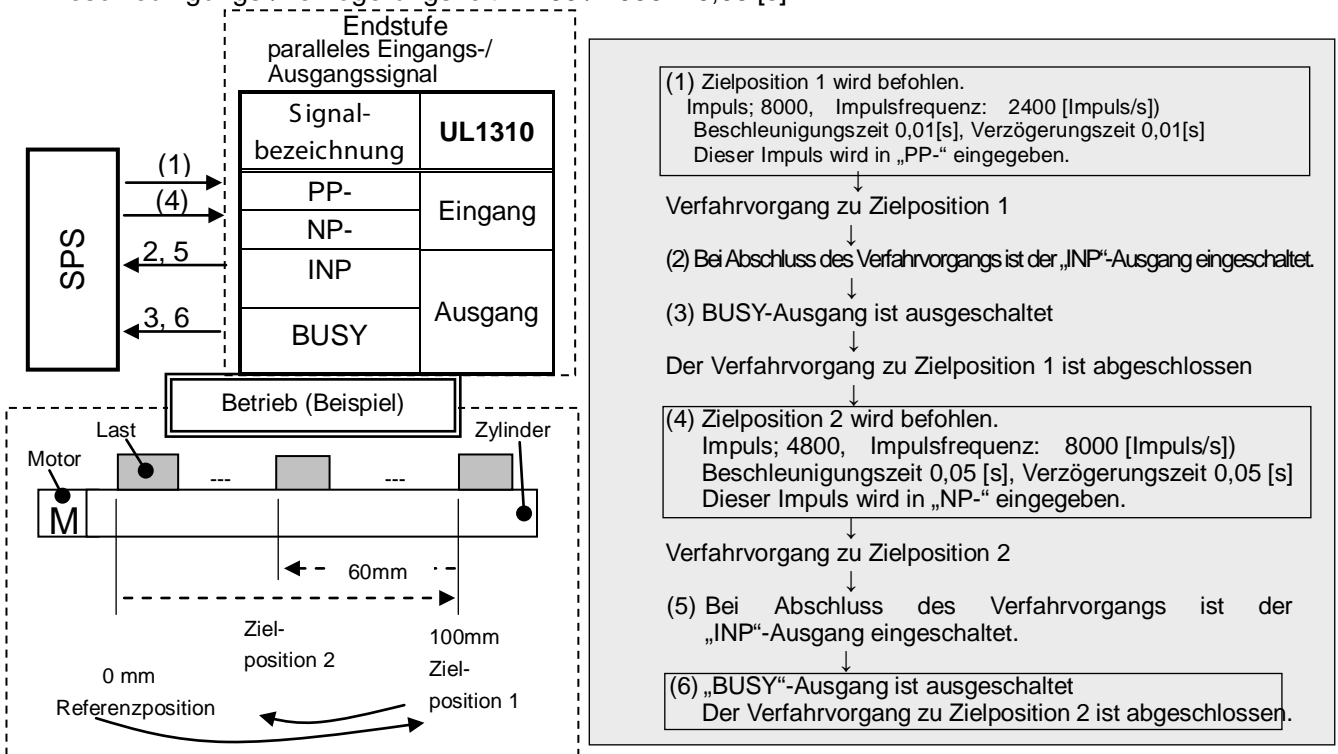 Endstufe
paralleles Eingangs-/
Ausgangssignal
Signal-
bezeichnung
UL1310
PP-
Eingang
NP-
INP
Ausgang
BUSY
SPS
(1)
(4)
2, 5
3, 6
Betrieb (Beispiel)
Last
Zylinder
Motor
---
---
M
60mm
Ziel-
position 2
100mm
Ziel-
position 1
0 mm
Referenzposition
(1) Zielposition 1 wird befohlen.
Impuls; 8000, Impulsfrequenz: 2400 [Impuls/s])
Beschleunigungszeit 0,01[s], Verzögerungszeit 0,01[s]
Dieser Impuls wird in „PP-“ eingegeben.
↓
Verfahrvorgang zu Zielposition 1
↓
(2) Bei Abschluss des Verfahrvorgangs ist der „INP“-Ausgang eingeschaltet.
↓
(3) BUSY-Ausgang ist ausgeschaltet
↓
Der Verfahrvorgang zu Zielposition 1 ist abgeschlossen
↓
(4) Zielposition 2 wird befohlen.
Impuls; 4800, Impulsfrequenz: 8000 [Impuls/s])
Beschleunigungszeit 0,05 [s], Verzögerungszeit 0,05 [s]
Dieser Impuls wird in „NP-“ eingegeben.
↓
Verfahrvorgang zu Zielposition 2
↓
(5) Bei Abschluss des Verfahrvorgangs ist der
„INP“-Ausgang eingeschaltet.
↓
(6) „BUSY“-Ausgang ist ausgeschaltet
Der Verfahrvorgang zu Zielposition 2 ist abgeschlossen.